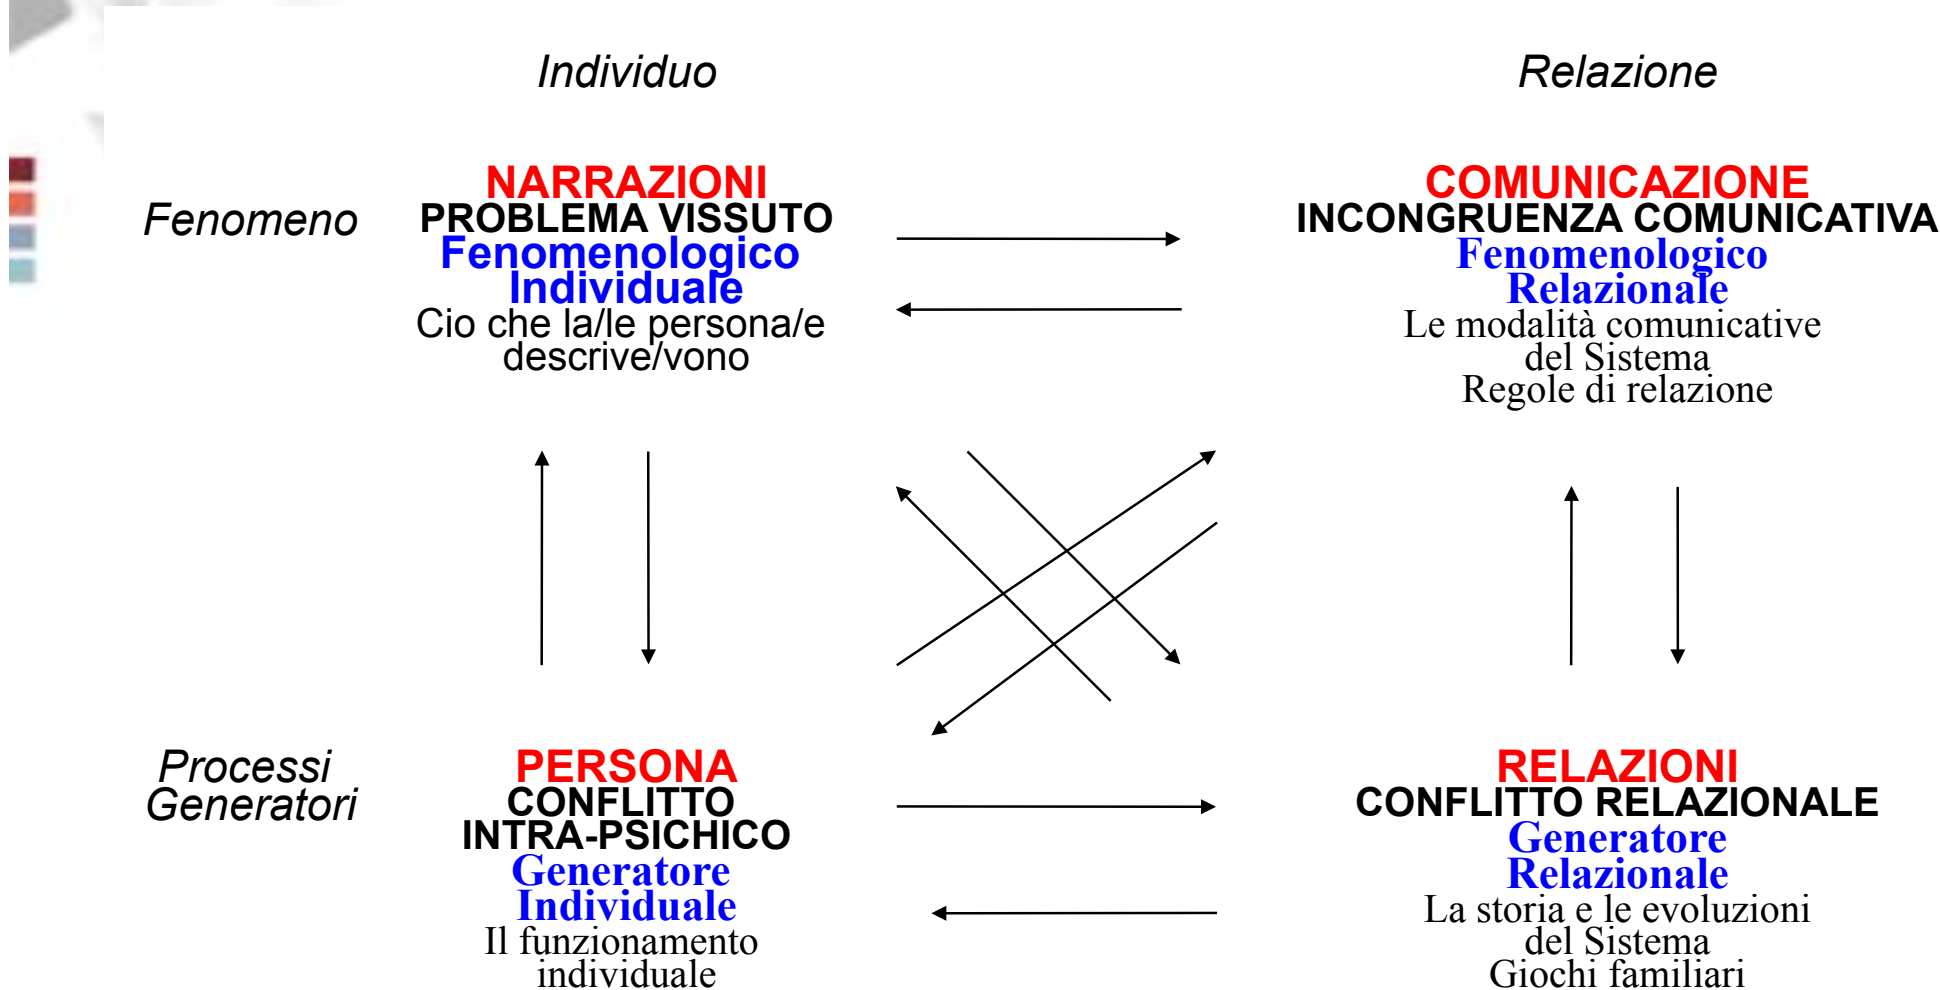 Individuo
Relazione
Fenomeno
NARRAZIONI
PROBLEMA VISSUTO
Fenomenologico
Individuale
Cio che la/le persona/e
descrive/vono
COMUNICAZIONE
INCONGRUENZA COMUNICATIVA
Fenomenologico
Relazionale
Le modalità comunicative
del Sistema
Regole di relazione
Processi
Generatori
PERSONA
CONFLITTO
INTRA-PSICHICO
Generatore
Individuale
Il funzionamento
individuale
RELAZIONI
CONFLITTO RELAZIONALE
Generatore
Relazionale
La storia e le evoluzioni
del Sistema
Giochi familiari